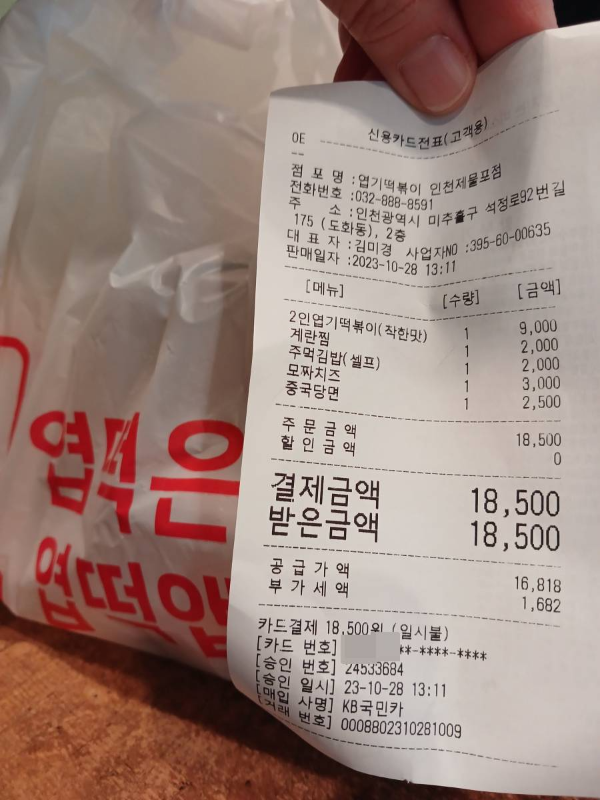 신용카드전표(고객용)
OE
--
점 포 명 :엽기떡볶이 인천제물포점
전화번호 :032-888-8591
주 소 :인천광역시 미추홀구 석정로92번길
175 (도화동), 2층
대 표 자 :김미경 사업자NO :395-60-00635
판매일자 :2023-10-28 13:11
[메뉴] [수량] [금액]
2인엽기떡볶이(착한맛) 1 9,000
계란찜 1 2,000
주먹김밥(셀프) 1 2,000
모짜치즈 1 3,000
중국당면 1 2,500
주 문 금 액 18,500
할 인 금 액 0
결제금액 18,500
받은금액 18,500
공 급 가 액 16,818
부 가 세 액 1,682
카드결제 18,500원 (일시불)
[카드 번호] **-****-****
[승인 번호] 24533684
[승인 일시] 23-10-28 13:11
[매입 사명] KB국민카
[거래 번호] 0008802310281009
엽떡은
엽떡앱